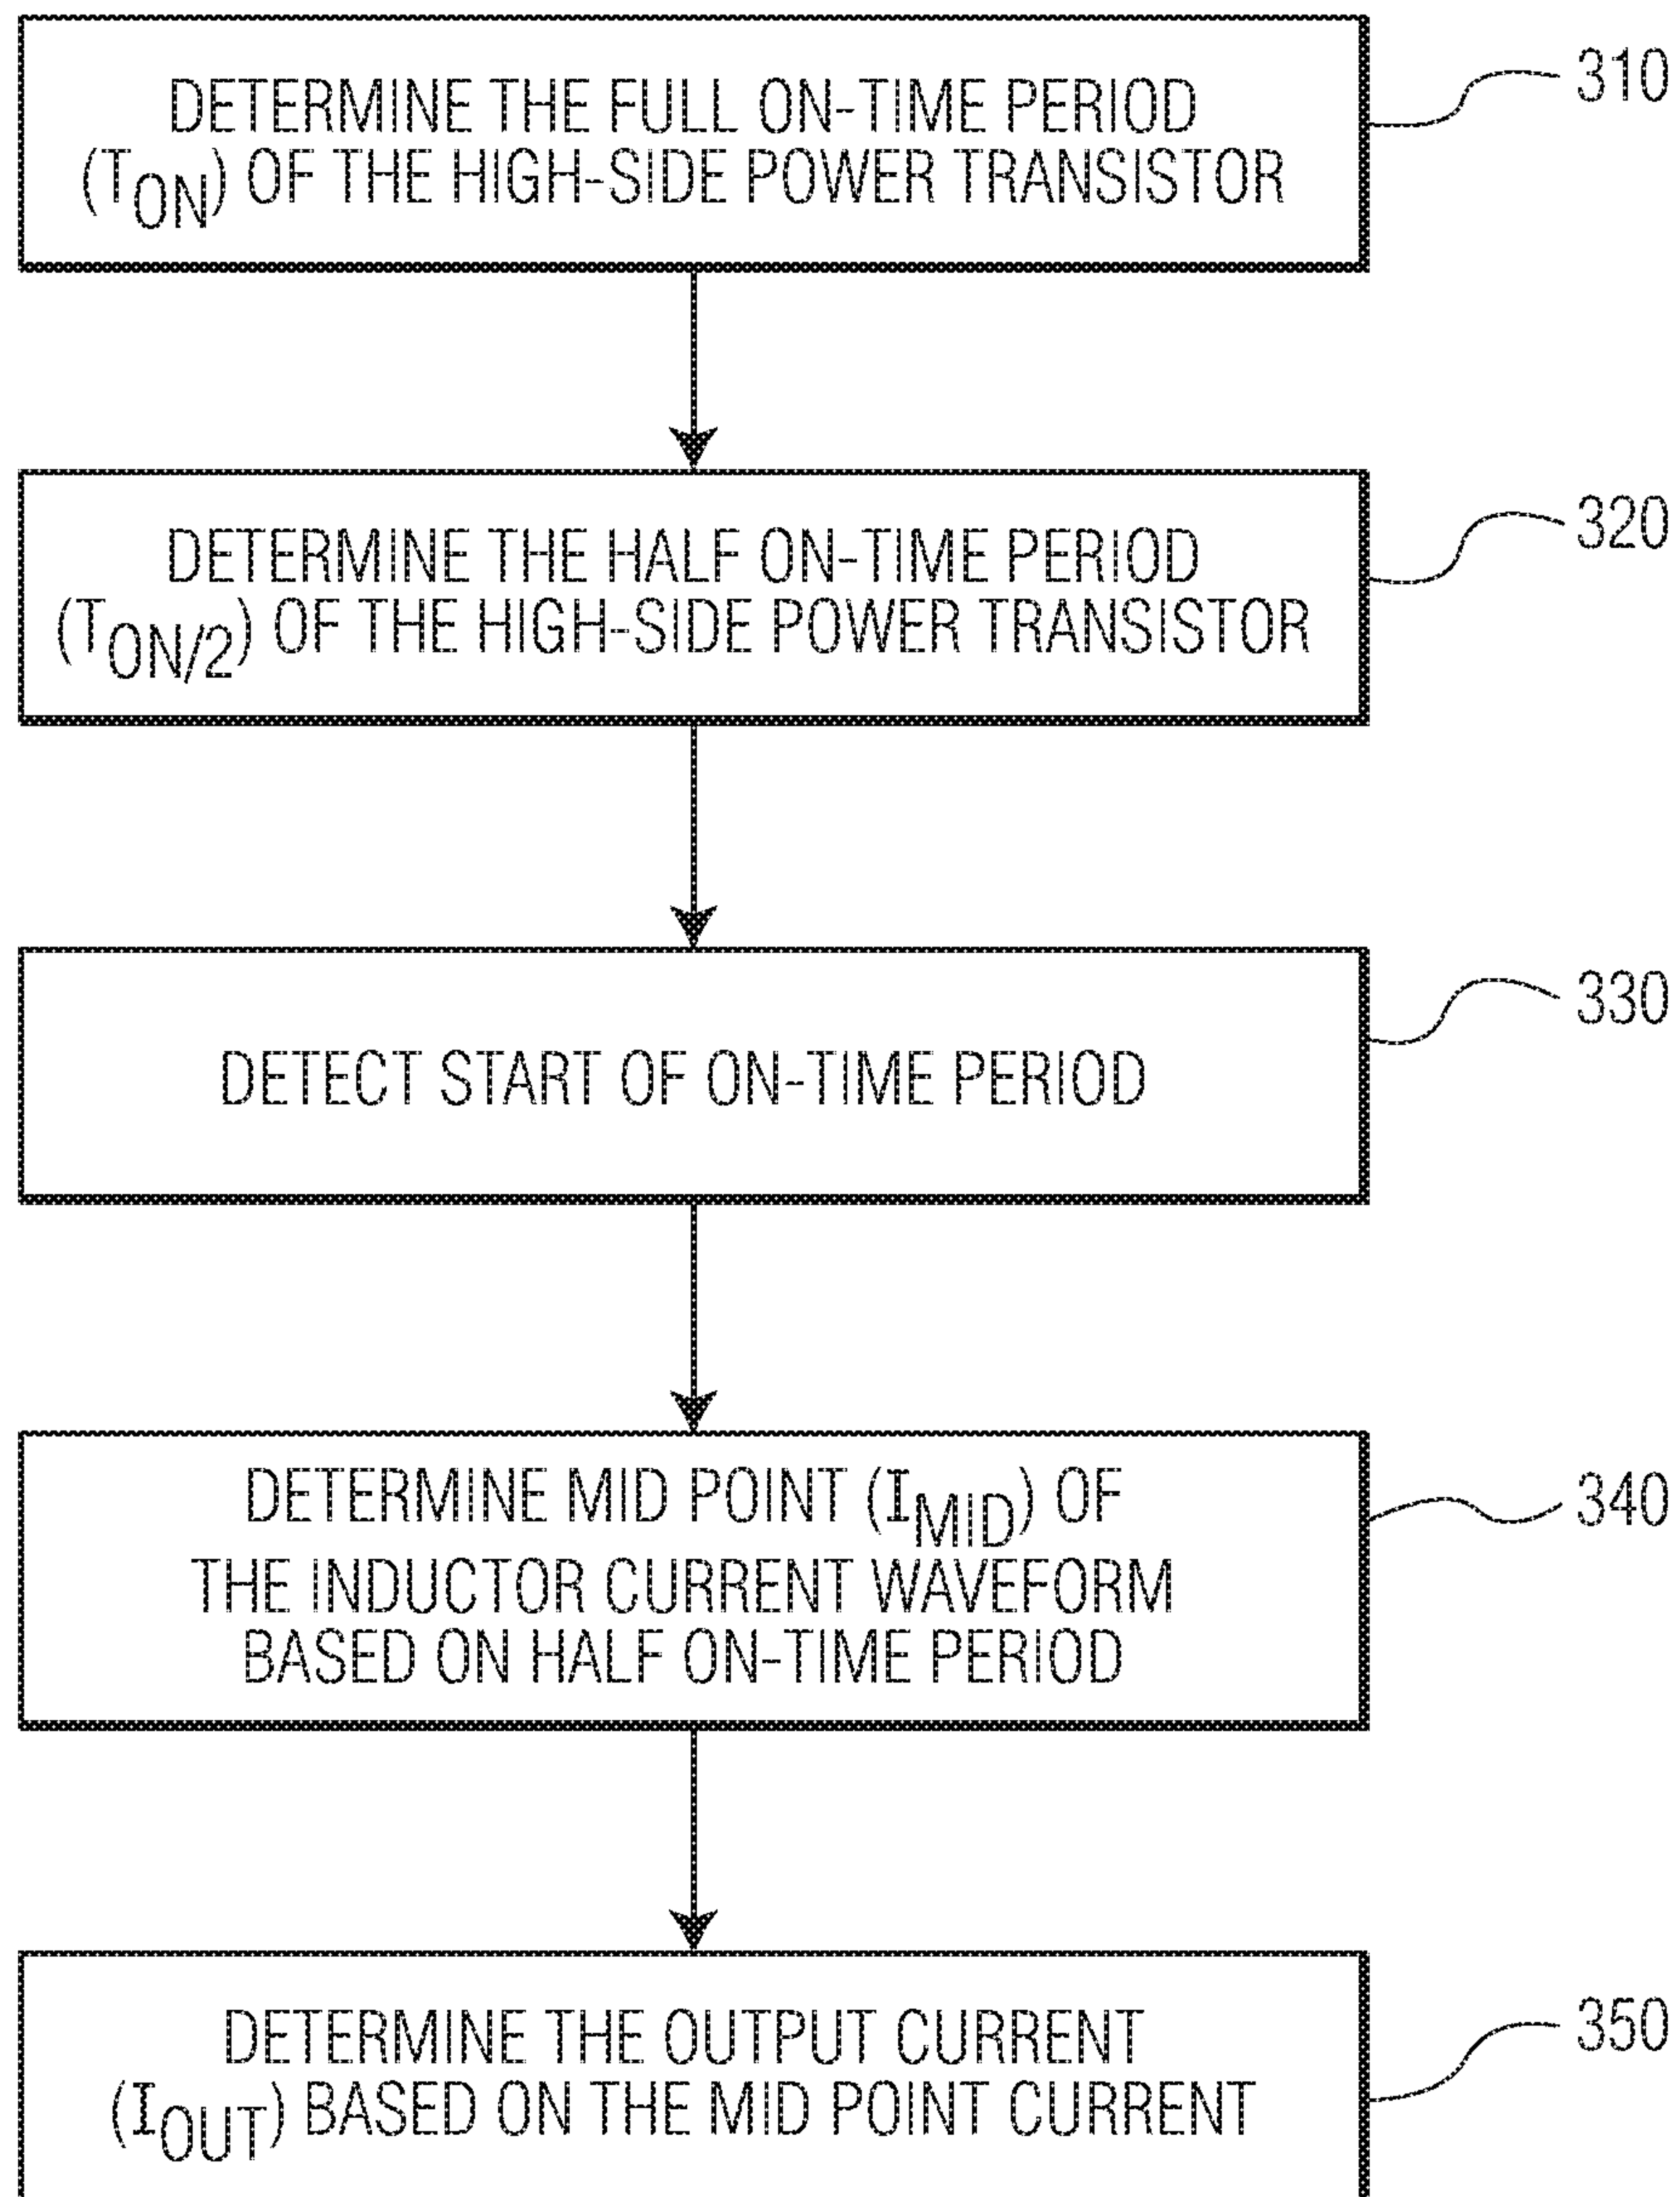 DETERMINE THE FULL ON-TIME PERIOD
(TON) OF THE HIGH-SIDE POWER TRANSISTOR
310
DETERMINE THE HALF ON-TIME PERIOD
(TON/2) OF THE HIGH-SIDE POWER TRANSISTOR
320
DETECT START OF ON-TIME PERIOD
330
DETERMINE MID POINT (IMID) OF
THE INDUCTOR CURRENT WAVEFORM
BASED ON HALF ON-TIME PERIOD
340
DETERMINE THE OUTPUT CURRENT
(IOUT) BASED ON THE MID POINT CURRENT
350